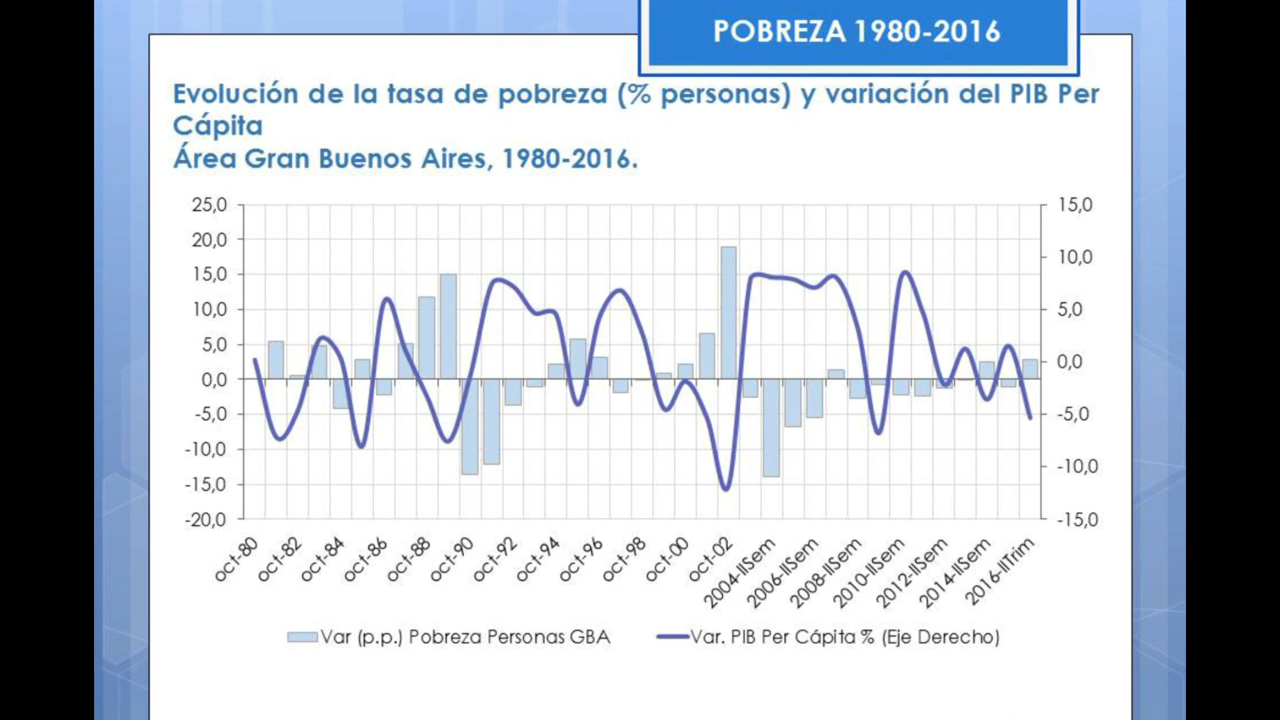 POBREZA 1980-2016
Evolución de la tasa de pobreza (% personas) y variación del PIB Per
Cápita
Área Gran Buenos Aires, 1980-2016.
25,0
20,0
15,0
10,0
5,0
0,0
-5,0
-10,0
-15,0
-20,0
15,0
10,0
5,0
0,0
-5,0
-10,0
-15,0
oct-80
oct-82
oct-84
oct-86
oct-88
oct-90
oct-92
oct-94
oct-96
oct-98
oct-00
oct-02
2004-IISem
2006-IISem
2008-IISem
2010-IISem
2012-IISem
2014-IISem
2016-IITrim
Var (p.p.) Pobreza Personas GBA
Var. PIB Per Cápita % (Eje Derecho)